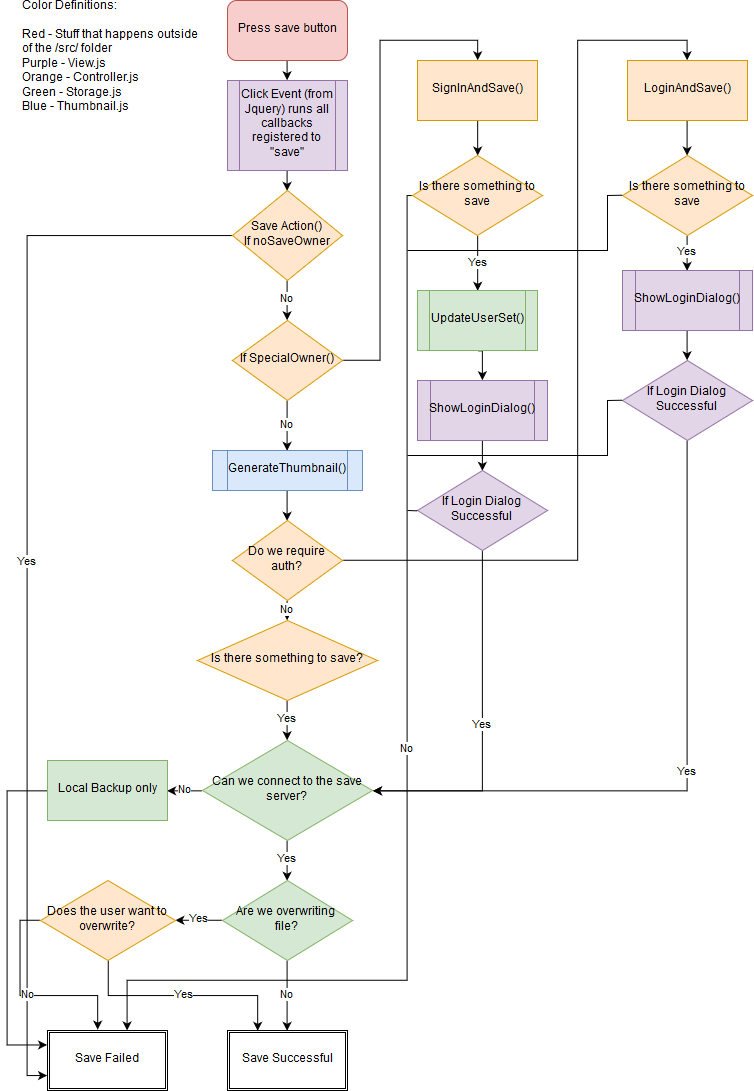 Color Definitions:
Red - Stuff that happens outside
of the /src/ folder
Purple - View.js
Orange - Controller.js
Green - Storage.js
Blue - Thumbnail.js
Press save button
Click Event (from
Jquery) runs all
callbacks
registered to
"save"
Save Action()
If noSaveOwner
No
If SpecialOwner()
No
GenerateThumbnail()
Do we require
auth?
No
Is there something to save?
Yes
Can we connect to the save
server?
No
Local Backup only
Yes
Are we overwriting
file?
Yes
Does the user want to
overwrite?
No
Yes
No
Save Failed
Save Successful
Yes
SignInAndSave()
Is there something to
save
Yes
UpdateUserSet()
ShowLoginDialog()
If Login Dialog
Successful
Yes
No
LoginAndSave()
Is there something to
save
Yes
ShowLoginDialog()
If Login Dialog
Successful
Yes